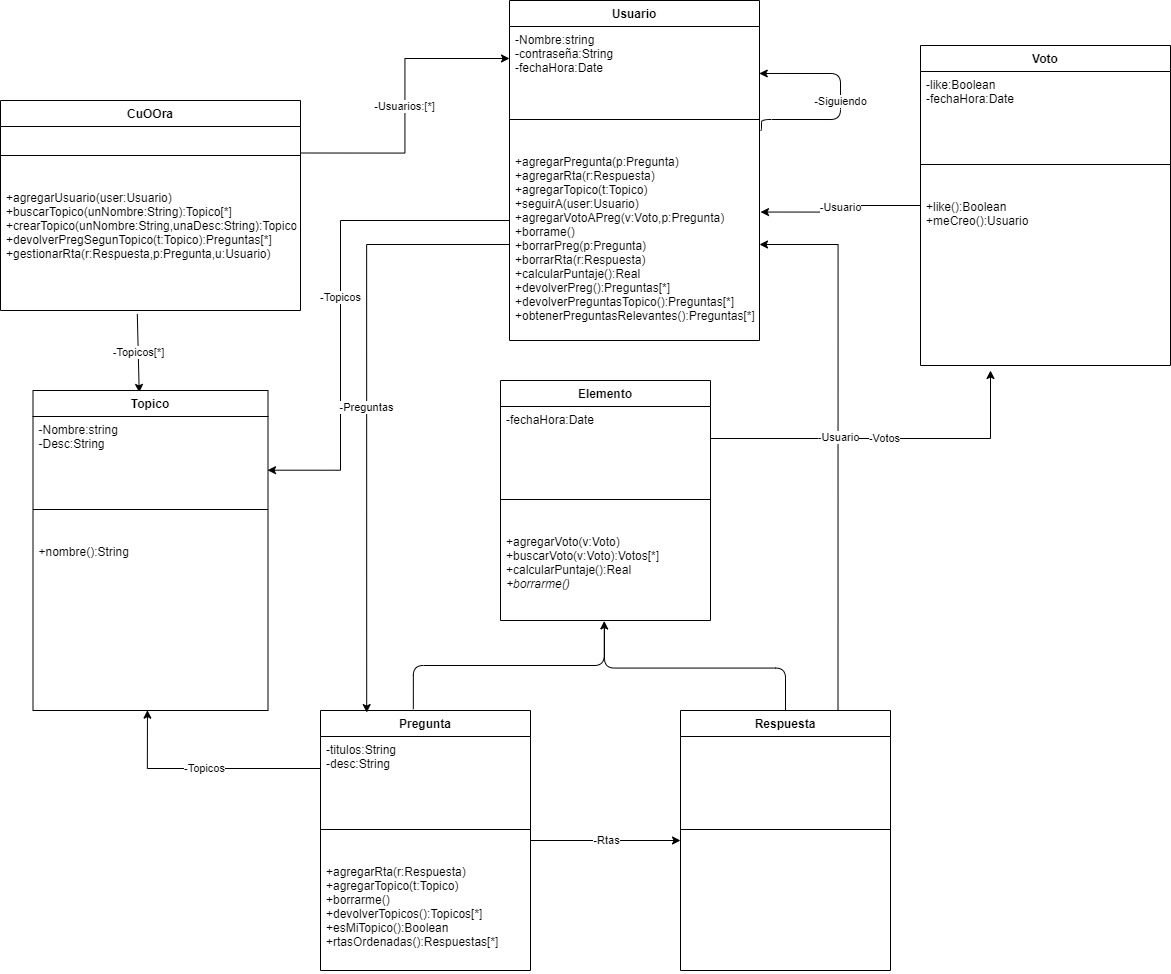 Usuario
-Nombre:string
-contraseña:String
-fechaHora:Date
+agregarPregunta(p:Pregunta)
+agregarRta(r:Respuesta)
+agregarTopico(t:Topico)
+seguirA(user:Usuario)
+agregarVotoAPreg(v:Voto,p:Pregunta)
+borrame()
+borrarPreg(p:Pregunta)
+borrarRta(r:Respuesta)
+calcularPuntaje():Real
+devolverPreg():Preguntas[*]
+devolverPreguntasTopico():Preguntas[*]
+obtenerPreguntasRelevantes():Preguntas[*]
-Siguiendo
Voto
-like:Boolean
-fechaHora:Date
+like():Boolean
+meCreo():Usuario
-Usuario
CuOOra
+agregarUsuario(user:Usuario)
+buscarTopico(unNombre:String):Topico[*]
+crearTopico(unNombre:String,unaDesc:String):Topico
+devolverPregSegunTopico(t:Topico):Preguntas[*]
+gestionarRta(r:Respuesta,p:Pregunta,u:Usuario)
-Usuarios:[*]
-Topicos
-Topicos[*]
-Preguntas
Topico
-Nombre:string
-Desc:String
+nombre():String
Elemento
-fechaHora:Date
+agregarVoto(v:Voto)
+buscarVoto(v:Voto):Votos[*]
+calcularPuntaje():Real
+borrarme()
-Usuario
-Votos
Pregunta
-titulos:String
-desc:String
+agregarRta(r:Respuesta)
+agregarTopico(t:Topico)
+borrarme()
+devolverTopicos():Topicos[*]
+esMiTopico():Boolean
+rtasOrdenadas():Respuestas[*]
-Topicos
-Rtas
Respuesta